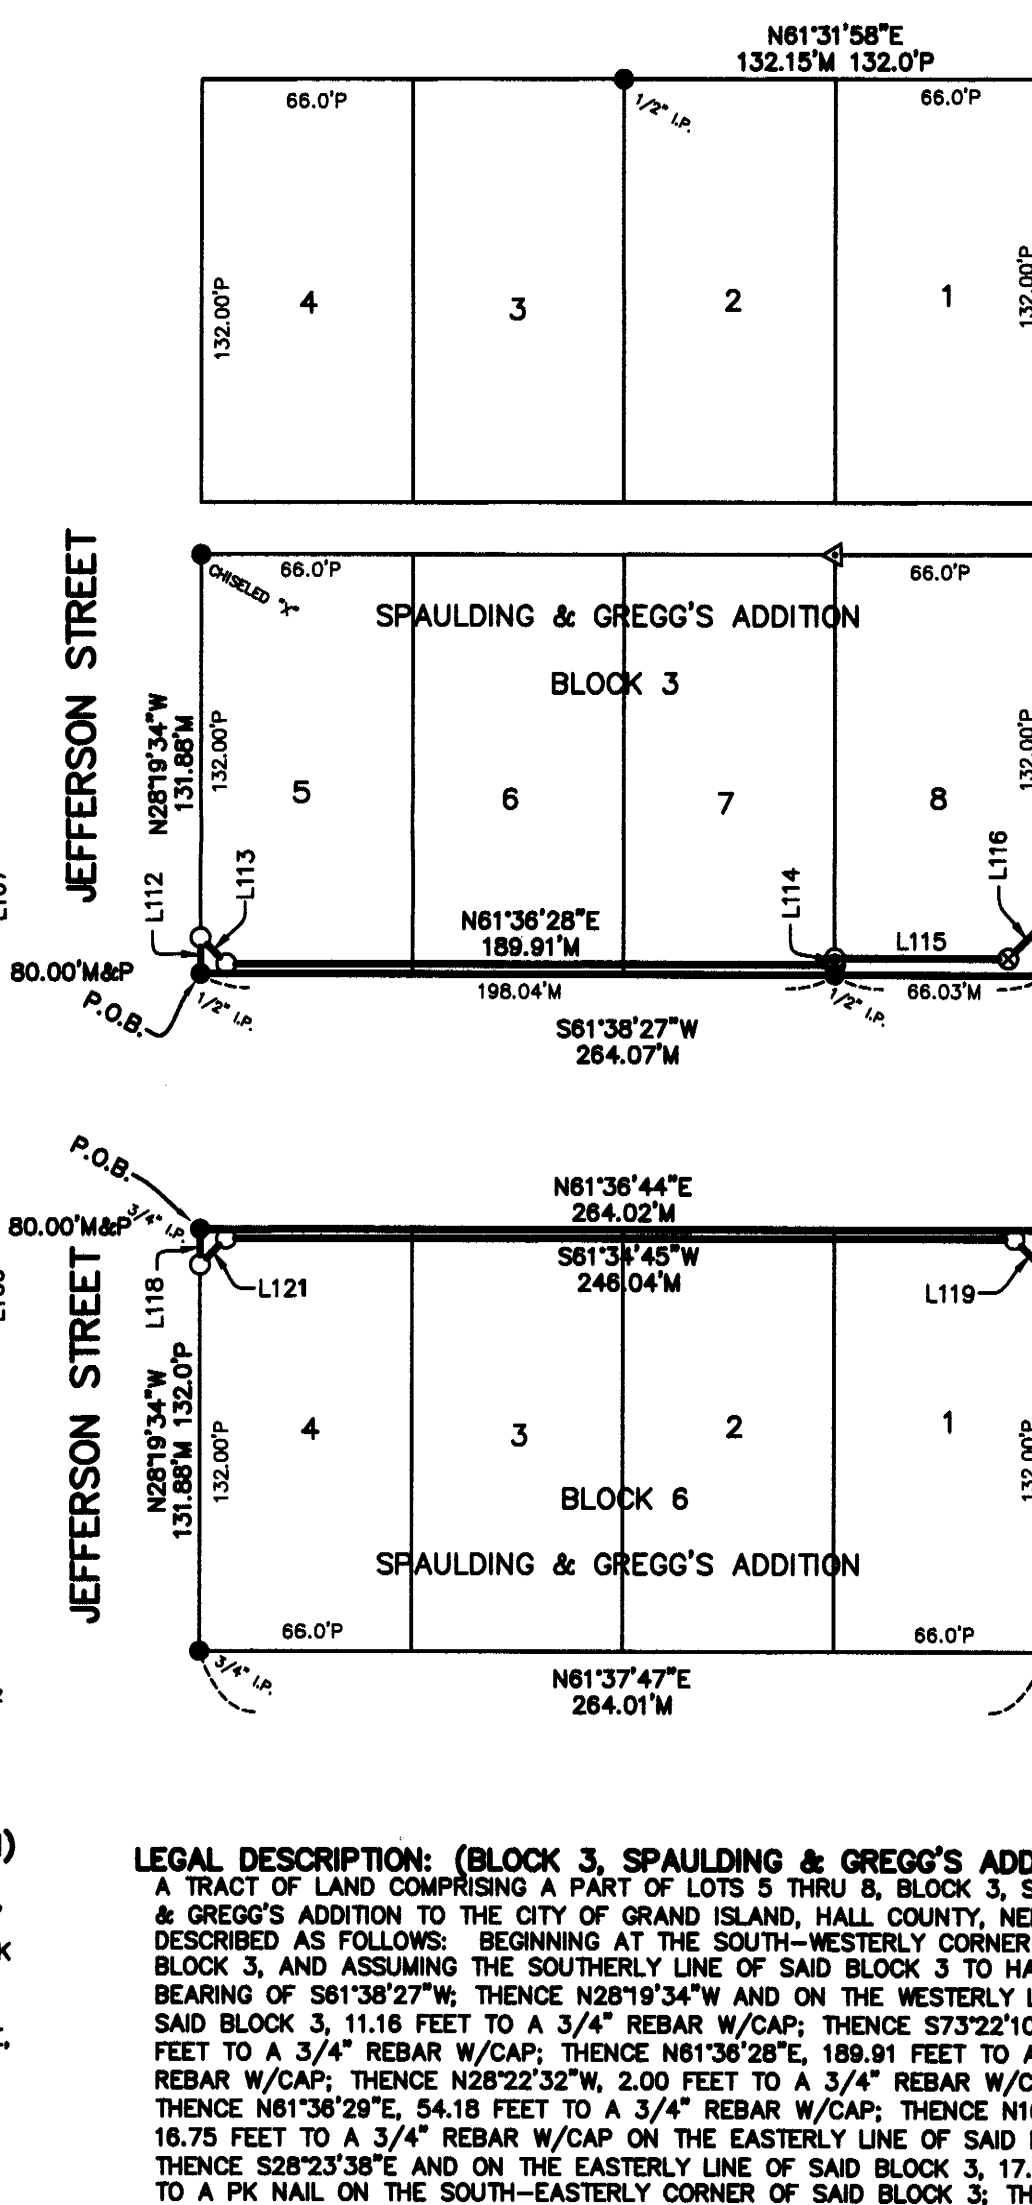 N61°31'58"E
132.15'M 132.0'P
66.0'P
66.0'P
1/2" I.P.
132.00'P
4
3
2
1
132.00'P
JEFFERSON STREET
CHISELED "X"
66.0'P
66.0'P
SPAULDING & GREGG'S ADDITION
BLOCK 3
N28°19'34"W
131.88'M
132.00'P
132.00'P
5
6
7
8
L112
L113
L114
L115
L116
N61°36'28"E
189.91'M
80.00'M&P
P.O.B.
1/2" I.P.
198.04'M
1/2" I.P.
66.03'M
S61°38'27"W
264.07'M
P.O.B.
80.00'M&P
3/4" I.P.
N61°36'44"E
264.02'M
S61°34'45"W
246.04'M
L118
L121
L119
JEFFERSON STREET
N28°19'34"W
131.88'M 132.0'P
132.00'P
132.00'P
4
3
2
1
BLOCK 6
SPAULDING & GREGG'S ADDITION
66.0'P
66.0'P
3/4" I.P.
N61°37'47"E
264.01'M
LEGAL DESCRIPTION: (BLOCK 3, SPAULDING & GREGG'S ADD
A TRACT OF LAND COMPRISING A PART OF LOTS 5 THRU 8, BLOCK 3, S
& GREGG'S ADDITION TO THE CITY OF GRAND ISLAND, HALL COUNTY, NE
DESCRIBED AS FOLLOWS: BEGINNING AT THE SOUTH-WESTERLY CORNER
BLOCK 3, AND ASSUMING THE SOUTHERLY LINE OF SAID BLOCK 3 TO HA
BEARING OF S61°38'27"W; THENCE N28°19'34"W AND ON THE WESTERLY L
SAID BLOCK 3, 11.16 FEET TO A 3/4" REBAR W/CAP; THENCE S73°22'10
FEET TO A 3/4" REBAR W/CAP; THENCE N61°36'28"E, 189.91 FEET TO A
REBAR W/CAP; THENCE N28°22'32"W, 2.00 FEET TO A 3/4" REBAR W/C
THENCE N61°36'29"E, 54.18 FEET TO A 3/4" REBAR W/CAP; THENCE N1
16.75 FEET TO A 3/4" REBAR W/CAP ON THE EASTERLY LINE OF SAID
THENCE S28°23'38"E AND ON THE EASTERLY LINE OF SAID BLOCK 3, 17.
TO A PK NAIL ON THE SOUTH-EASTERLY CORNER OF SAID BLOCK 3; TH